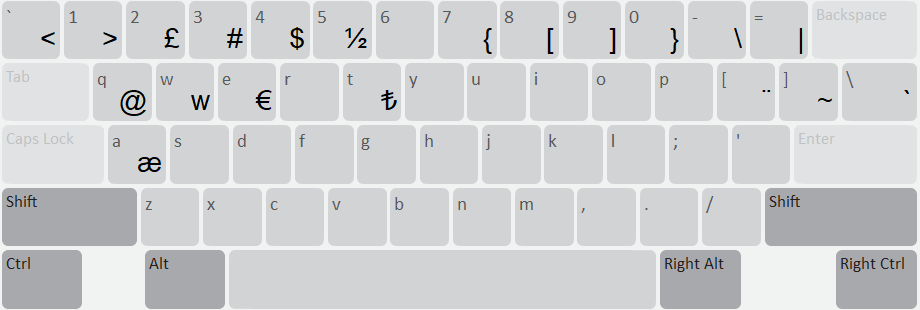 ` < 1 > 2 £ 3 # 4 $ 5 ½ 6 7 { 8 [ 9 ] 0 } - \ = | Backspace
Tab q @ w w e € r t ₺ y u i o p [ ¨ ] ~ \ `
Caps Lock a æ s d f g h j k l ; ' Enter
Shift z x c v b n m , . / Shift
Ctrl Alt Right Alt Right Ctrl